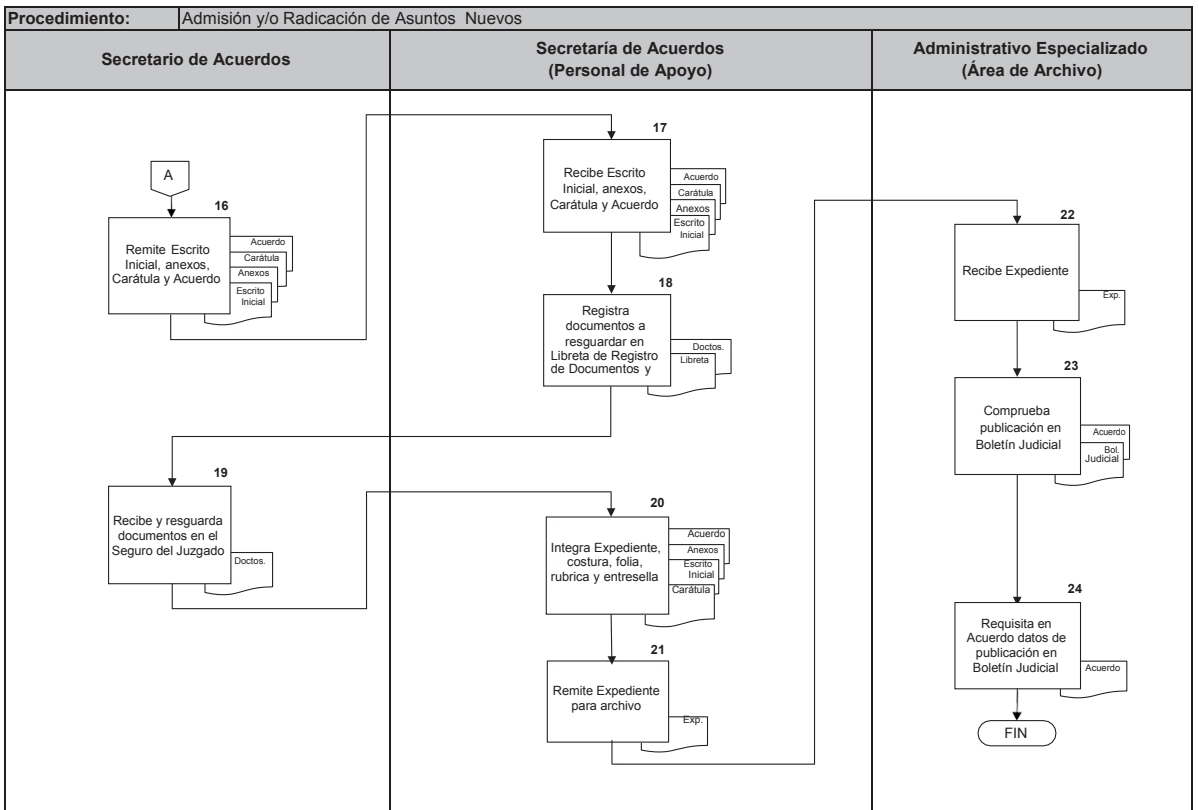 Procedimiento: Admisión y/o Radicación de Asuntos Nuevos
Secretario de Acuerdos
Secretaría de Acuerdos
(Personal de Apoyo)
Administrativo Especializado
(Área de Archivo)
A
16
Remite Escrito
Inicial, anexos,
Carátula y Acuerdo
Acuerdo
Carátula
Anexos
Escrito
Inicial
17
Recibe Escrito
Inicial, anexos,
Carátula y Acuerdo
Acuerdo
Carátula
Anexos
Escrito
Inicial
18
Registra
documentos a
resguardar en
Libreta de Registro
de Documentos y
Doctos.
Libreta
19
Recibe y resguarda
documentos en el
Seguro del Juzgado
Doctos.
20
Integra Expediente,
costura, folia,
rubrica y entresella
Acuerdo
Anexos
Escrito
Inicial
Carátula
21
Remite Expediente
para archivo
Exp.
22
Recibe Expediente
Exp.
23
Comprueba
publicación en
Boletín Judicial
Acuerdo
Bol.
Judicial
24
Requisita en
Acuerdo datos de
publicación en
Boletín Judicial
Acuerdo
FIN